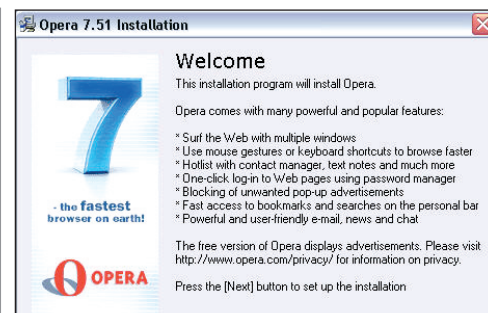 Opera 7.51 Installation
Welcome
This installation program will install Opera.
Opera comes with many powerful and popular features:
* Surf the Web with multiple windows
* Use mouse gestures or keyboard shortcuts to browse faster
* Hotlist with contact manager, text notes and much more
* One-click log-in to Web pages using password manager
* Blocking of unwanted pop-up advertisements
* Fast access to bookmarks and searches on the personal bar
* Powerful and user-friendly e-mail, news and chat
The free version of Opera displays advertisements. Please visit
http://www.opera.com/privacy/ for information on privacy.
Press the [Next] button to set up the installation
7
- the fastest
browser on earth!
OPERA